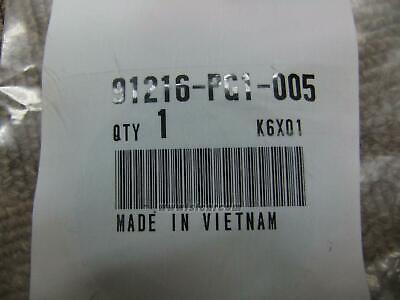 91216-PG1-005
QTY 1 K6X01
MADE IN VIETNAM